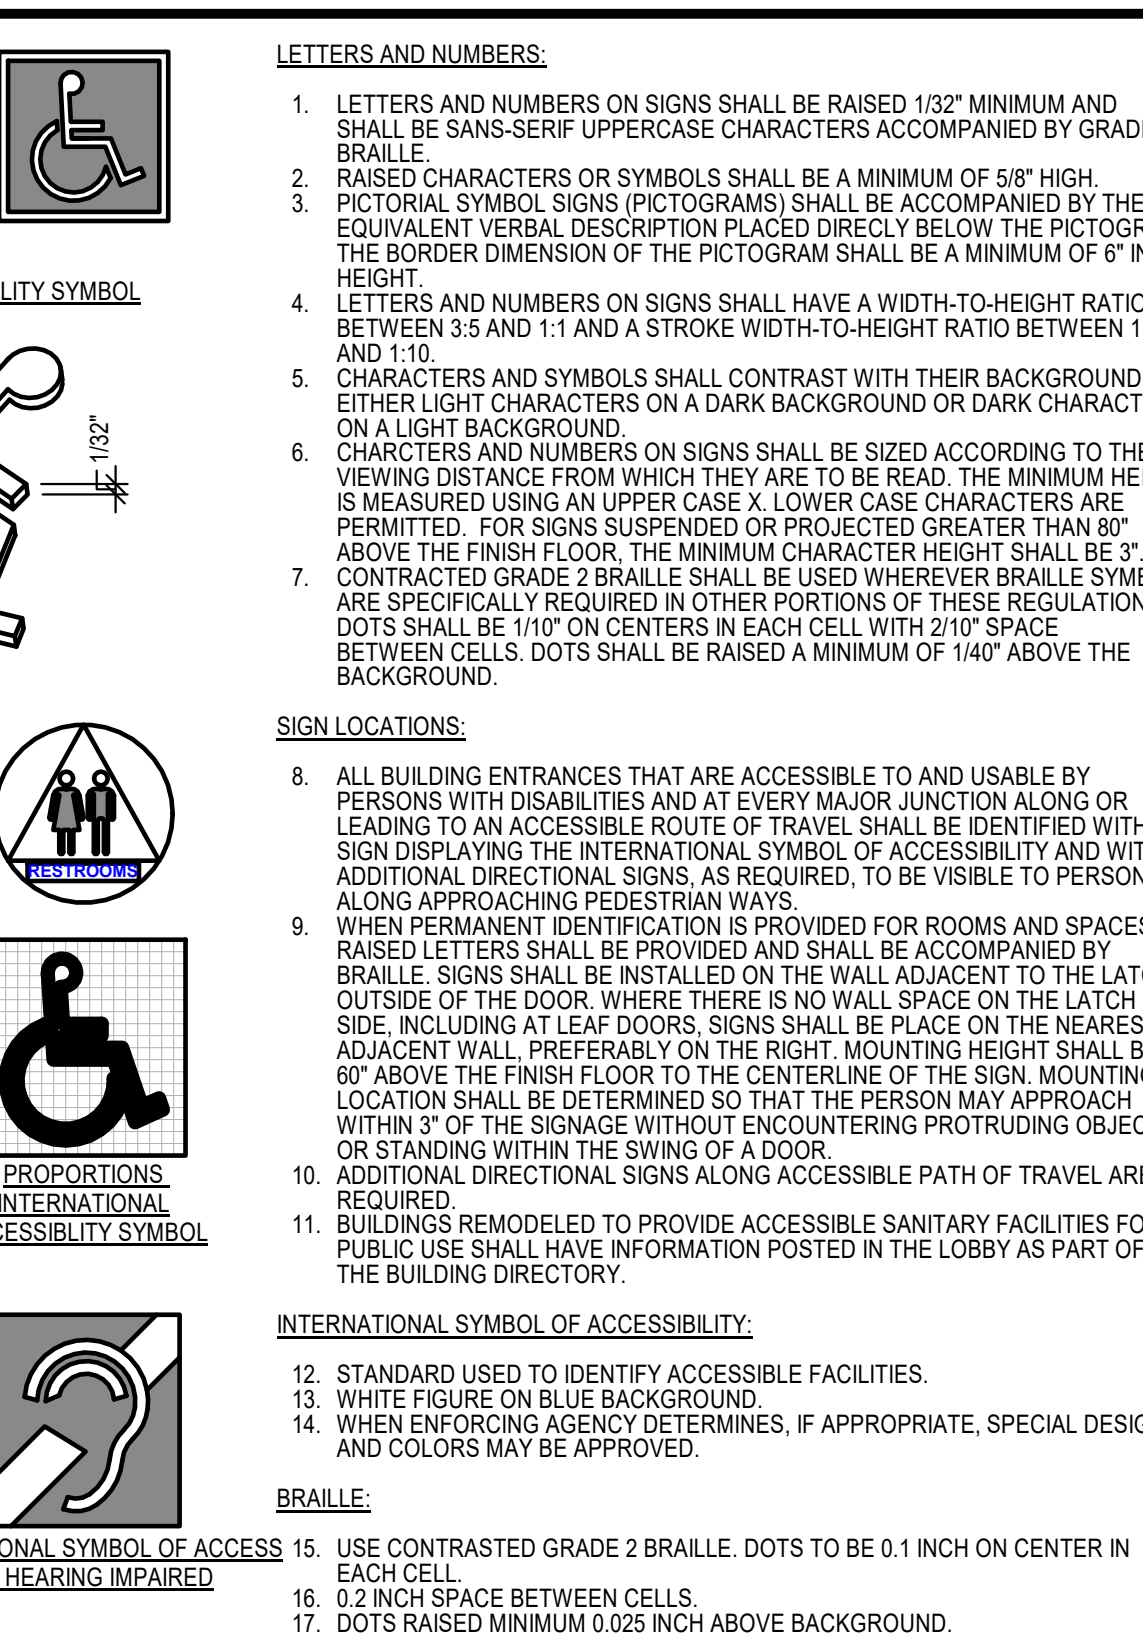 LETTERS AND NUMBERS:
1. LETTERS AND NUMBERS ON SIGNS SHALL BE RAISED 1/32" MINIMUM AND
SHALL BE SANS-SERIF UPPERCASE CHARACTERS ACCOMPANIED BY GRAD
BRAILLE.
2. RAISED CHARACTERS OR SYMBOLS SHALL BE A MINIMUM OF 5/8" HIGH.
3. PICTORIAL SYMBOL SIGNS (PICTOGRAMS) SHALL BE ACCOMPANIED BY THE
EQUIVALENT VERBAL DESCRIPTION PLACED DIRECLY BELOW THE PICTOGR
THE BORDER DIMENSION OF THE PICTOGRAM SHALL BE A MINIMUM OF 6" IN
HEIGHT.
4. LETTERS AND NUMBERS ON SIGNS SHALL HAVE A WIDTH-TO-HEIGHT RATIO
BETWEEN 3:5 AND 1:1 AND A STROKE WIDTH-TO-HEIGHT RATIO BETWEEN 1
AND 1:10.
5. CHARACTERS AND SYMBOLS SHALL CONTRAST WITH THEIR BACKGROUND
EITHER LIGHT CHARACTERS ON A DARK BACKGROUND OR DARK CHARACT
ON A LIGHT BACKGROUND.
6. CHARCTERS AND NUMBERS ON SIGNS SHALL BE SIZED ACCORDING TO THE
VIEWING DISTANCE FROM WHICH THEY ARE TO BE READ. THE MINIMUM HEI
IS MEASURED USING AN UPPER CASE X. LOWER CASE CHARACTERS ARE
PERMITTED. FOR SIGNS SUSPENDED OR PROJECTED GREATER THAN 80"
ABOVE THE FINISH FLOOR, THE MINIMUM CHARACTER HEIGHT SHALL BE 3".
7. CONTRACTED GRADE 2 BRAILLE SHALL BE USED WHEREVER BRAILLE SYMB
ARE SPECIFICALLY REQUIRED IN OTHER PORTIONS OF THESE REGULATION
DOTS SHALL BE 1/10" ON CENTERS IN EACH CELL WITH 2/10" SPACE
BETWEEN CELLS. DOTS SHALL BE RAISED A MINIMUM OF 1/40" ABOVE THE
BACKGROUND.
SIGN LOCATIONS:
8. ALL BUILDING ENTRANCES THAT ARE ACCESSIBLE TO AND USABLE BY
PERSONS WITH DISABILITIES AND AT EVERY MAJOR JUNCTION ALONG OR
LEADING TO AN ACCESSIBLE ROUTE OF TRAVEL SHALL BE IDENTIFIED WITH
SIGN DISPLAYING THE INTERNATIONAL SYMBOL OF ACCESSIBILITY AND WIT
ADDITIONAL DIRECTIONAL SIGNS, AS REQUIRED, TO BE VISIBLE TO PERSON
ALONG APPROACHING PEDESTRIAN WAYS.
9. WHEN PERMANENT IDENTIFICATION IS PROVIDED FOR ROOMS AND SPACES
RAISED LETTERS SHALL BE PROVIDED AND SHALL BE ACCOMPANIED BY
BRAILLE. SIGNS SHALL BE INSTALLED ON THE WALL ADJACENT TO THE LATC
OUTSIDE OF THE DOOR. WHERE THERE IS NO WALL SPACE ON THE LATCH
SIDE, INCLUDING AT LEAF DOORS, SIGNS SHALL BE PLACE ON THE NEARES
ADJACENT WALL, PREFERABLY ON THE RIGHT. MOUNTING HEIGHT SHALL B
60" ABOVE THE FINISH FLOOR TO THE CENTERLINE OF THE SIGN. MOUNTING
LOCATION SHALL BE DETERMINED SO THAT THE PERSON MAY APPROACH
WITHIN 3" OF THE SIGNAGE WITHOUT ENCOUNTERING PROTRUDING OBJEC
OR STANDING WITHIN THE SWING OF A DOOR.
10. ADDITIONAL DIRECTIONAL SIGNS ALONG ACCESSIBLE PATH OF TRAVEL ARE
REQUIRED.
11. BUILDINGS REMODELED TO PROVIDE ACCESSIBLE SANITARY FACILITIES FO
PUBLIC USE SHALL HAVE INFORMATION POSTED IN THE LOBBY AS PART OF
THE BUILDING DIRECTORY.
INTERNATIONAL SYMBOL OF ACCESSIBILITY:
12. STANDARD USED TO IDENTIFY ACCESSIBLE FACILITIES.
13. WHITE FIGURE ON BLUE BACKGROUND.
14. WHEN ENFORCING AGENCY DETERMINES, IF APPROPRIATE, SPECIAL DESIG
AND COLORS MAY BE APPROVED.
BRAILLE:
15. USE CONTRASTED GRADE 2 BRAILLE. DOTS TO BE 0.1 INCH ON CENTER IN
EACH CELL.
16. 0.2 INCH SPACE BETWEEN CELLS.
17. DOTS RAISED MINIMUM 0.025 INCH ABOVE BACKGROUND.
LITY SYMBOL
1/32"
RESTROOMS
PROPORTIONS
INTERNATIONAL
CESSIBLITY SYMBOL
ONAL SYMBOL OF ACCESS
HEARING IMPAIRED